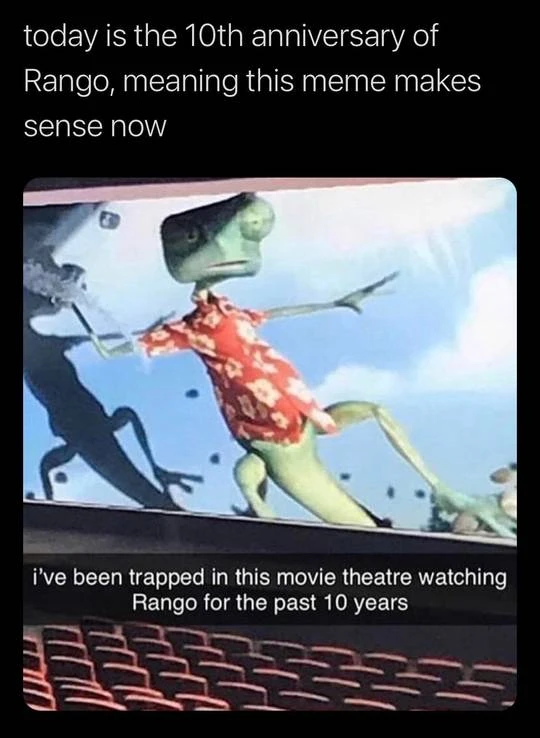 today is the 10th anniversary of
Rango, meaning this meme makes
sense now
i've been trapped in this movie theatre watching
Rango for the past 10 years